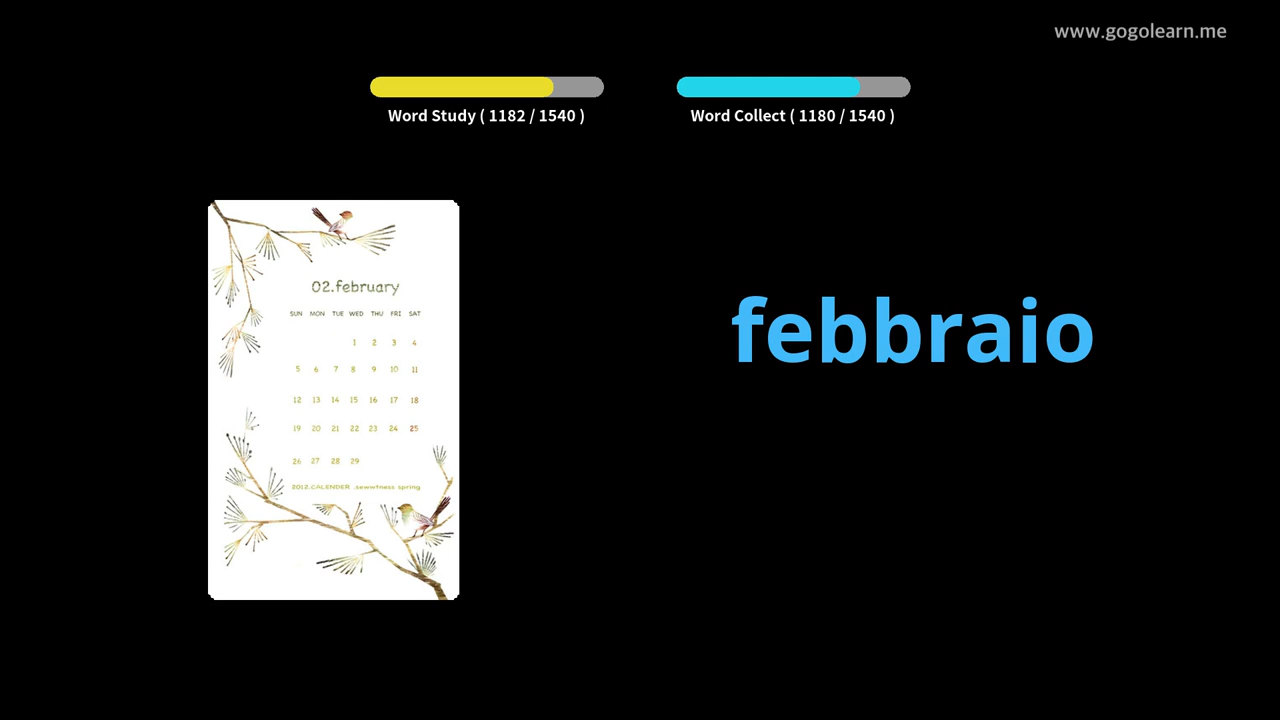 www.gogolearn.me
Word Study ( 1182 / 1540 )
Word Collect ( 1180 / 1540 )
02.february
SUN MON TUE WED THU FRI SAT
1 2 3 4
5 6 7 8 9 10 11
12 13 14 15 16 17 18
19 20 21 22 23 24 25
26 27 28 29
2012.CALENDER .sewwtness spring
febbraio